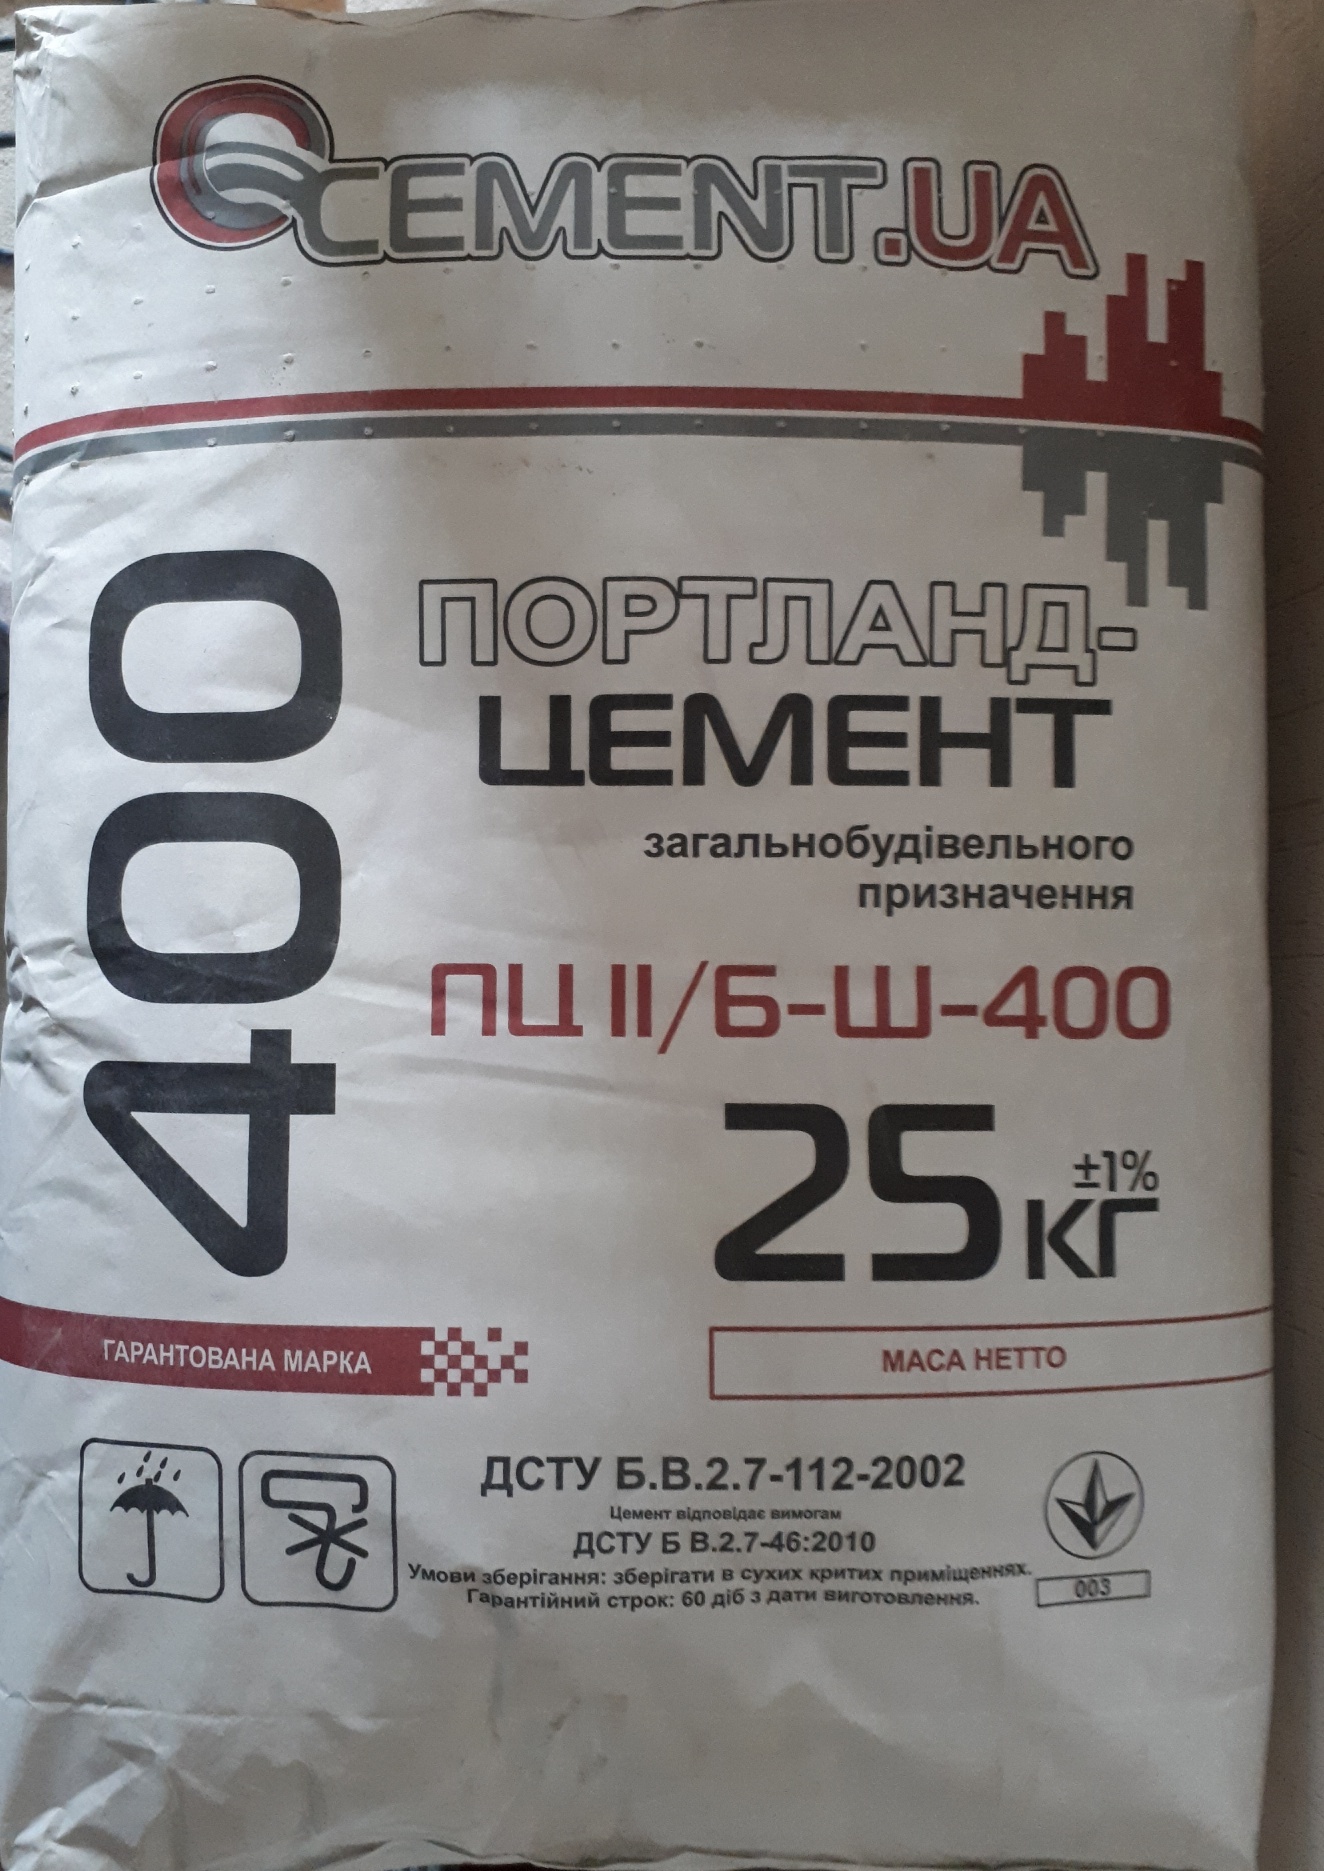 CEMENT.UA
400
ПОРТЛАНД-
ЦЕМЕНТ
загальнобудівельного
призначення
ПЦ II/Б-Ш-400
25 кг ±1%
ГАРАНТОВАНА МАРКА
МАСА НЕТТО
ДСТУ Б.В.2.7-112-2002
Цемент відповідає вимогам
ДСТУ Б В.2.7-46:2010
Умови зберігання: зберігати в сухих критих приміщеннях.
Гарантійний строк: 60 діб з дати виготовлення.
003